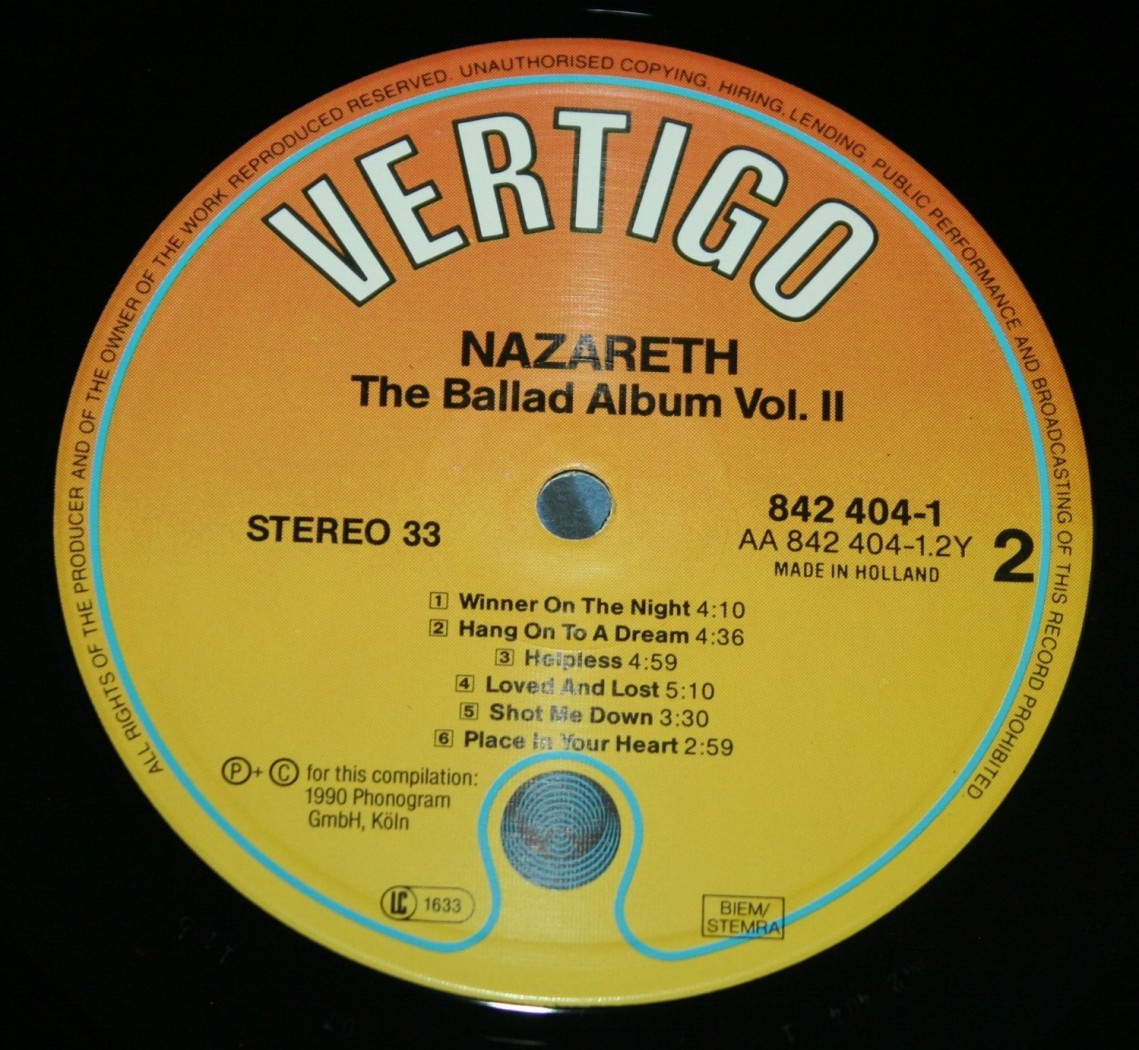 ALL RIGHTS OF THE PRODUCER AND OF THE OWNER OF THE WORK REPRODUCED RESERVED. UNAUTHORISED COPYING, HIRING, LENDING, PUBLIC PERFORMANCE AND BROADCASTING OF THIS RECORD PROHIBITED.
VERTIGO
NAZARETH
The Ballad Album Vol. II
STEREO 33
842 404-1
AA 842 404-1.2Y
MADE IN HOLLAND
2
1 Winner On The Night 4:10
2 Hang On To A Dream 4:36
3 Helpless 4:59
4 Loved And Lost 5:10
5 Shot Me Down 3:30
6 Place In Your Heart 2:59
Ⓟ+ © for this compilation:
1990 Phonogram
GmbH, Köln
LC 1633
BIEM/
STEMRA